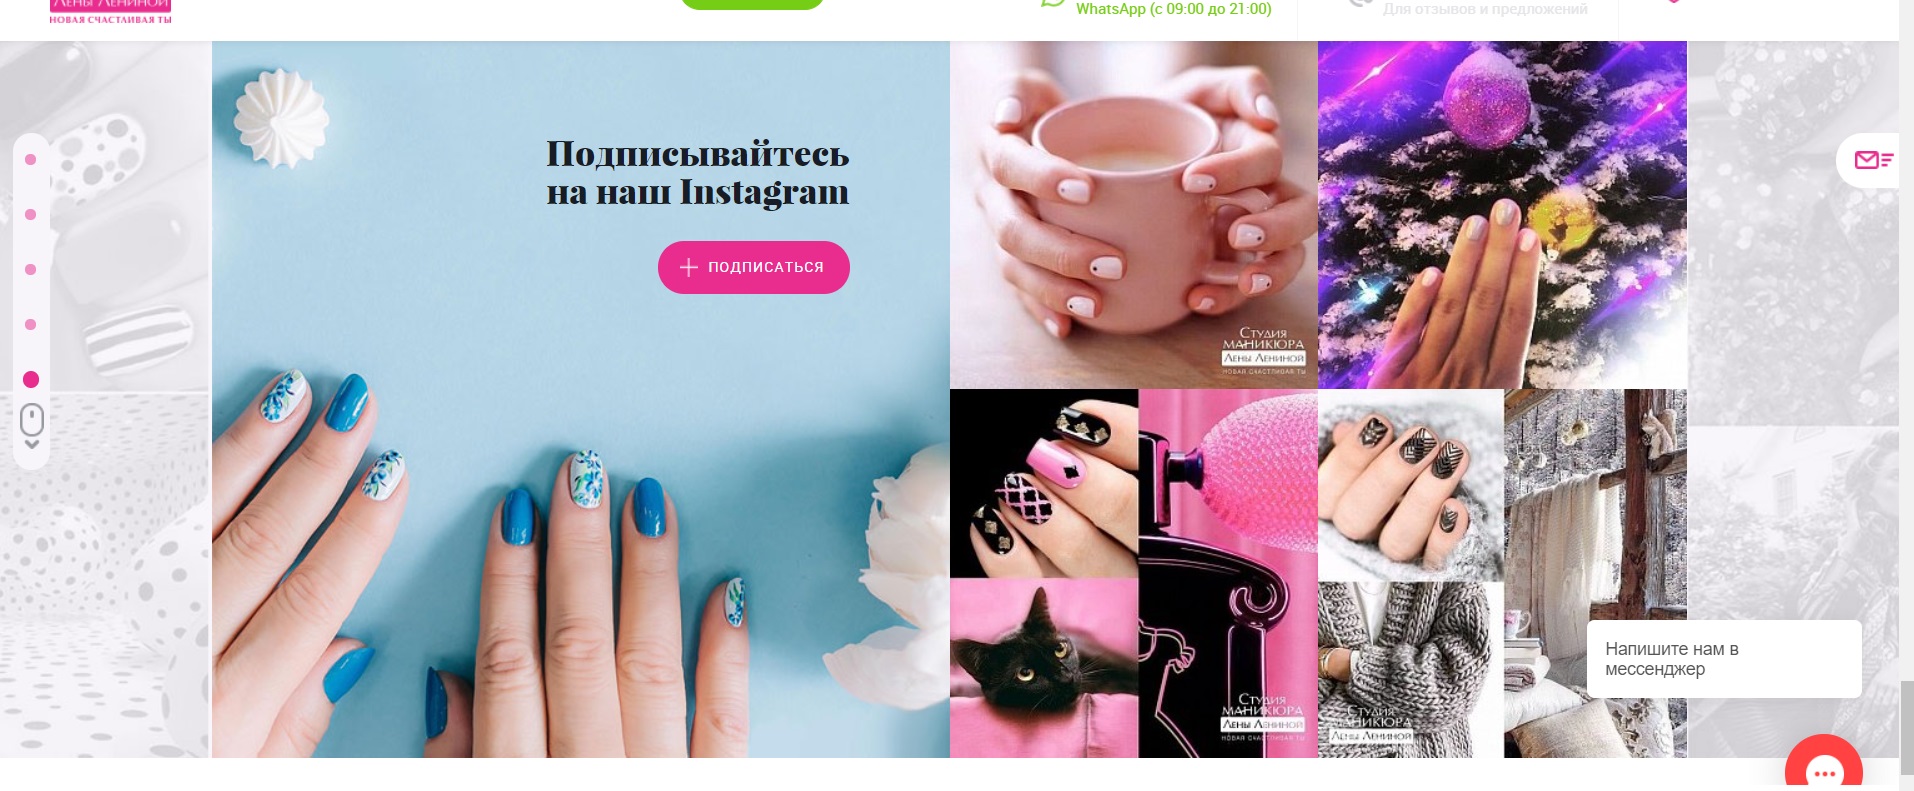 Лены Лениной
НОВАЯ СЧАСТЛИВАЯ ТЫ
WhatsApp (с 09:00 до 21:00)
Для отзывов и предложений
Подписывайтесь
на наш Instagram
ПОДПИСАТЬСЯ
Студия
маникюра
Лены Лениной
НОВАЯ СЧАСТЛИВАЯ ТЫ
Студия
маникюра
Лены Лениной
НОВАЯ СЧАСТЛИВАЯ ТЫ
Студия
маникюра
Лены Лениной
Напишите нам в
мессенджер